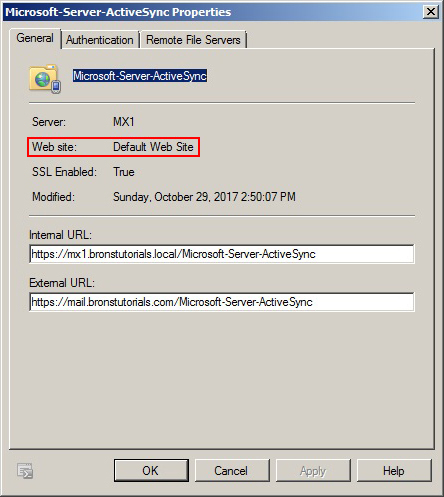 Microsoft-Server-ActiveSync Properties
General Authentication Remote File Servers
Microsoft-Server-ActiveSync
Server: MX1
Web site: Default Web Site
SSL Enabled: True
Modified: Sunday, October 29, 2017 2:50:07 PM
Internal URL:
https://mx1.bronstutorials.local/Microsoft-Server-ActiveSync
External URL:
https://mail.bronstutorials.com/Microsoft-Server-ActiveSync
OK Cancel Apply Help